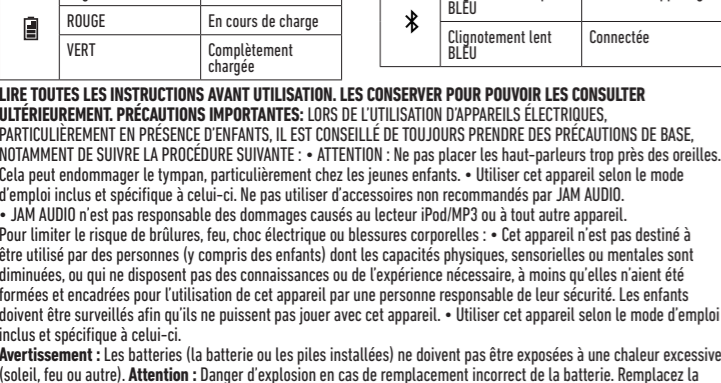 ROUGE
En cours de charge
VERT
Complètement
chargée
BLEU
Clignotement lent
BLEU
Connectée
LIRE TOUTES LES INSTRUCTIONS AVANT UTILISATION. LES CONSERVER POUR POUVOIR LES CONSULTER
ULTÉRIEUREMENT. PRÉCAUTIONS IMPORTANTES: LORS DE L'UTILISATION D'APPAREILS ÉLECTRIQUES,
PARTICULIÈREMENT EN PRÉSENCE D'ENFANTS, IL EST CONSEILLÉ DE TOUJOURS PRENDRE DES PRÉCAUTIONS DE BASE,
NOTAMMENT DE SUIVRE LA PROCÉDURE SUIVANTE : • ATTENTION : Ne pas placer les haut-parleurs trop près des oreilles.
Cela peut endommager le tympan, particulièrement chez les jeunes enfants. • Utiliser cet appareil selon le mode
d'emploi inclus et spécifique à celui-ci. Ne pas utiliser d'accessoires non recommandés par JAM AUDIO.
• JAM AUDIO n'est pas responsable des dommages causés au lecteur iPod/MP3 ou à tout autre appareil.
Pour limiter le risque de brûlures, feu, choc électrique ou blessures corporelles : • Cet appareil n'est pas destiné à
être utilisé par des personnes (y compris des enfants) dont les capacités physiques, sensorielles ou mentales sont
diminuées, ou qui ne disposent pas des connaissances ou de l'expérience nécessaire, à moins qu'elles n'aient été
formées et encadrées pour l'utilisation de cet appareil par une personne responsable de leur sécurité. Les enfants
doivent être surveillés afin qu'ils ne puissent pas jouer avec cet appareil. • Utiliser cet appareil selon le mode d'emploi
inclus et spécifique à celui-ci.
Avertissement : Les batteries (la batterie ou les piles installées) ne doivent pas être exposées à une chaleur excessive
(soleil, feu ou autre). Attention : Danger d'explosion en cas de remplacement incorrect de la batterie. Remplacez la